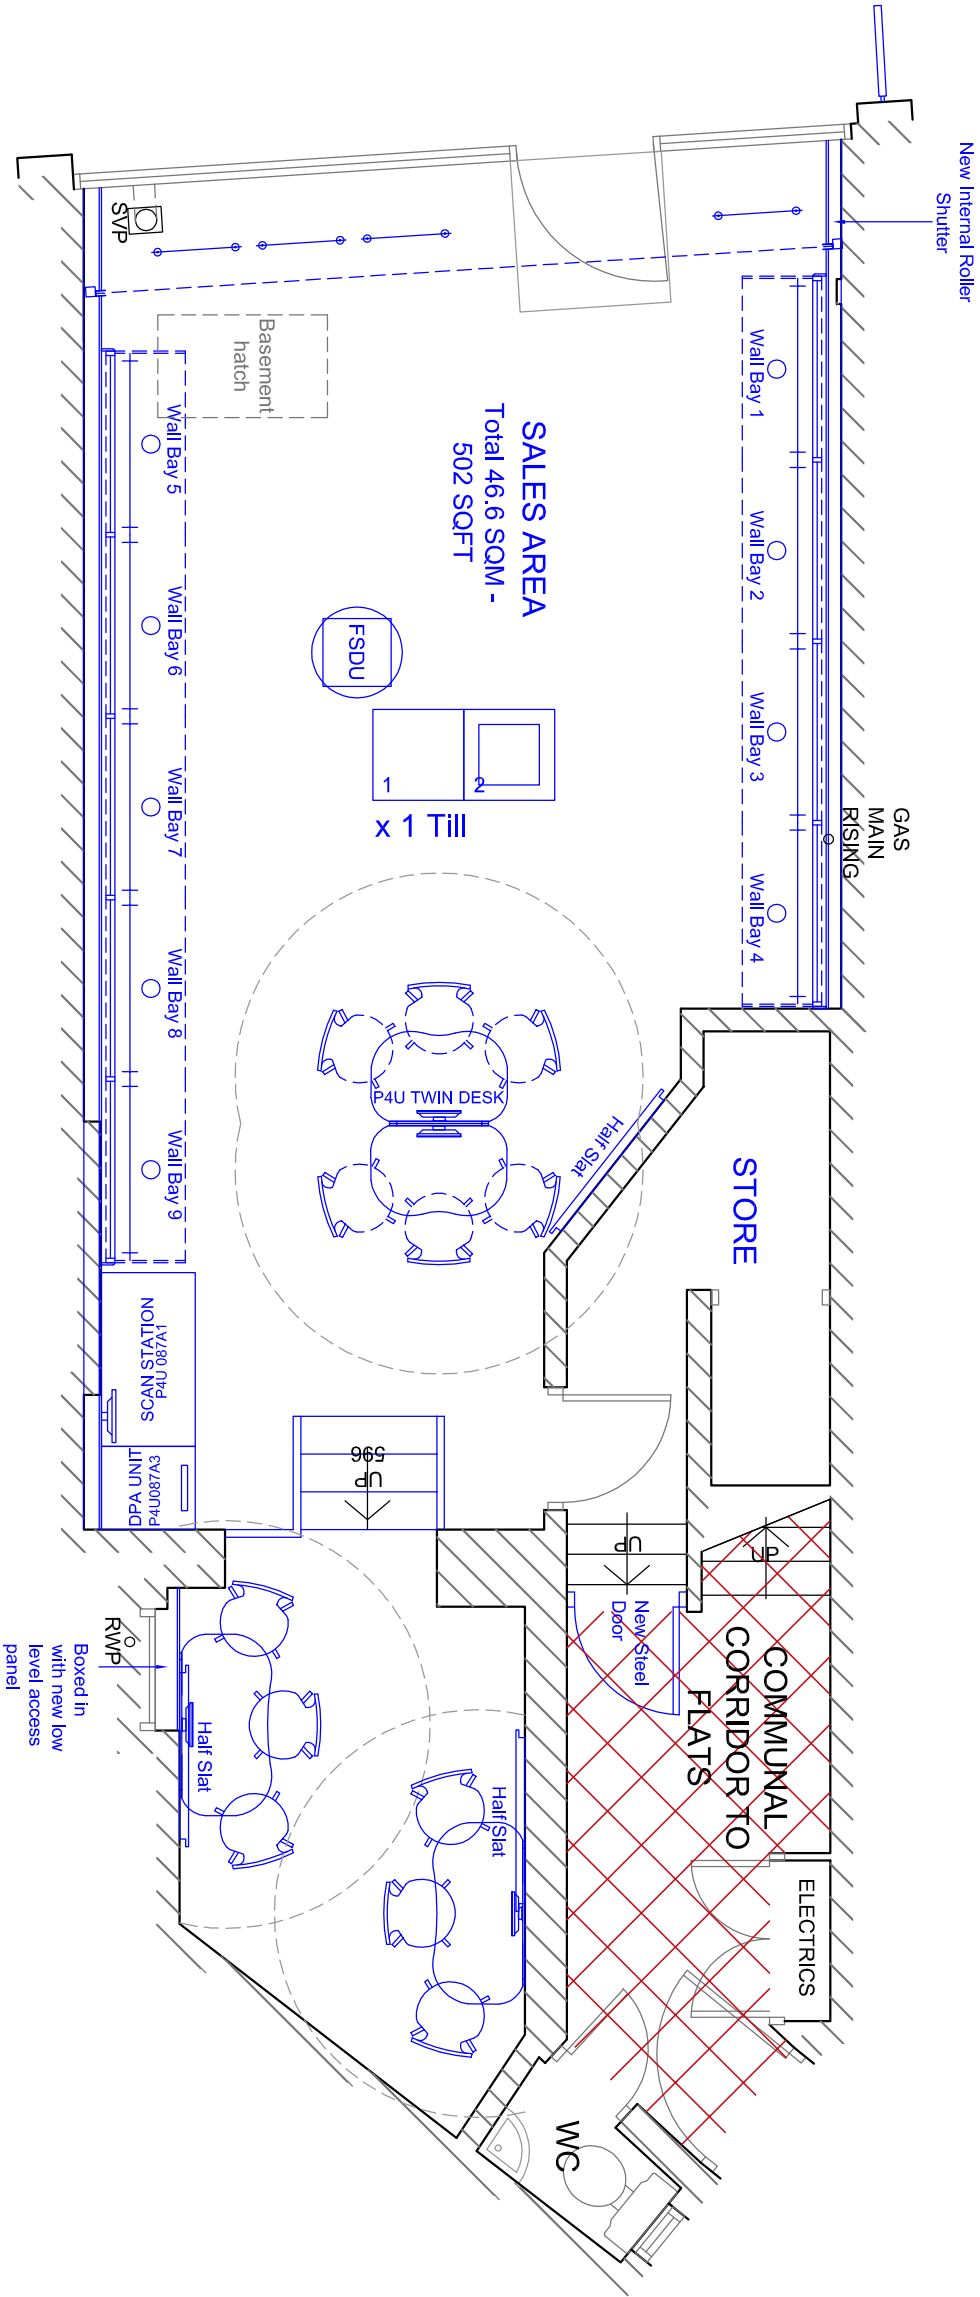 New Internal Roller
Shutter
SVP
Basement
hatch
Wall Bay 1
Wall Bay 2
Wall Bay 3
Wall Bay 4
Wall Bay 5
Wall Bay 6
Wall Bay 7
Wall Bay 8
Wall Bay 9
SALES AREA
Total 46.6 SQM -
502 SQFT
FSDU
1
2
x 1 Till
GAS
MAIN
RISING
P4U TWIN DESK
Half Slat
STORE
SCAN STATION
P4U 087A1
DPA UNIT
P4U087A3
596
UP
UP
UP
New Steel
Door
COMMUNAL
CORRIDOR TO
FLATS
RWP
Boxed in
with new low
level access
panel
Half Slat
Half Slat
ELECTRICS
WC